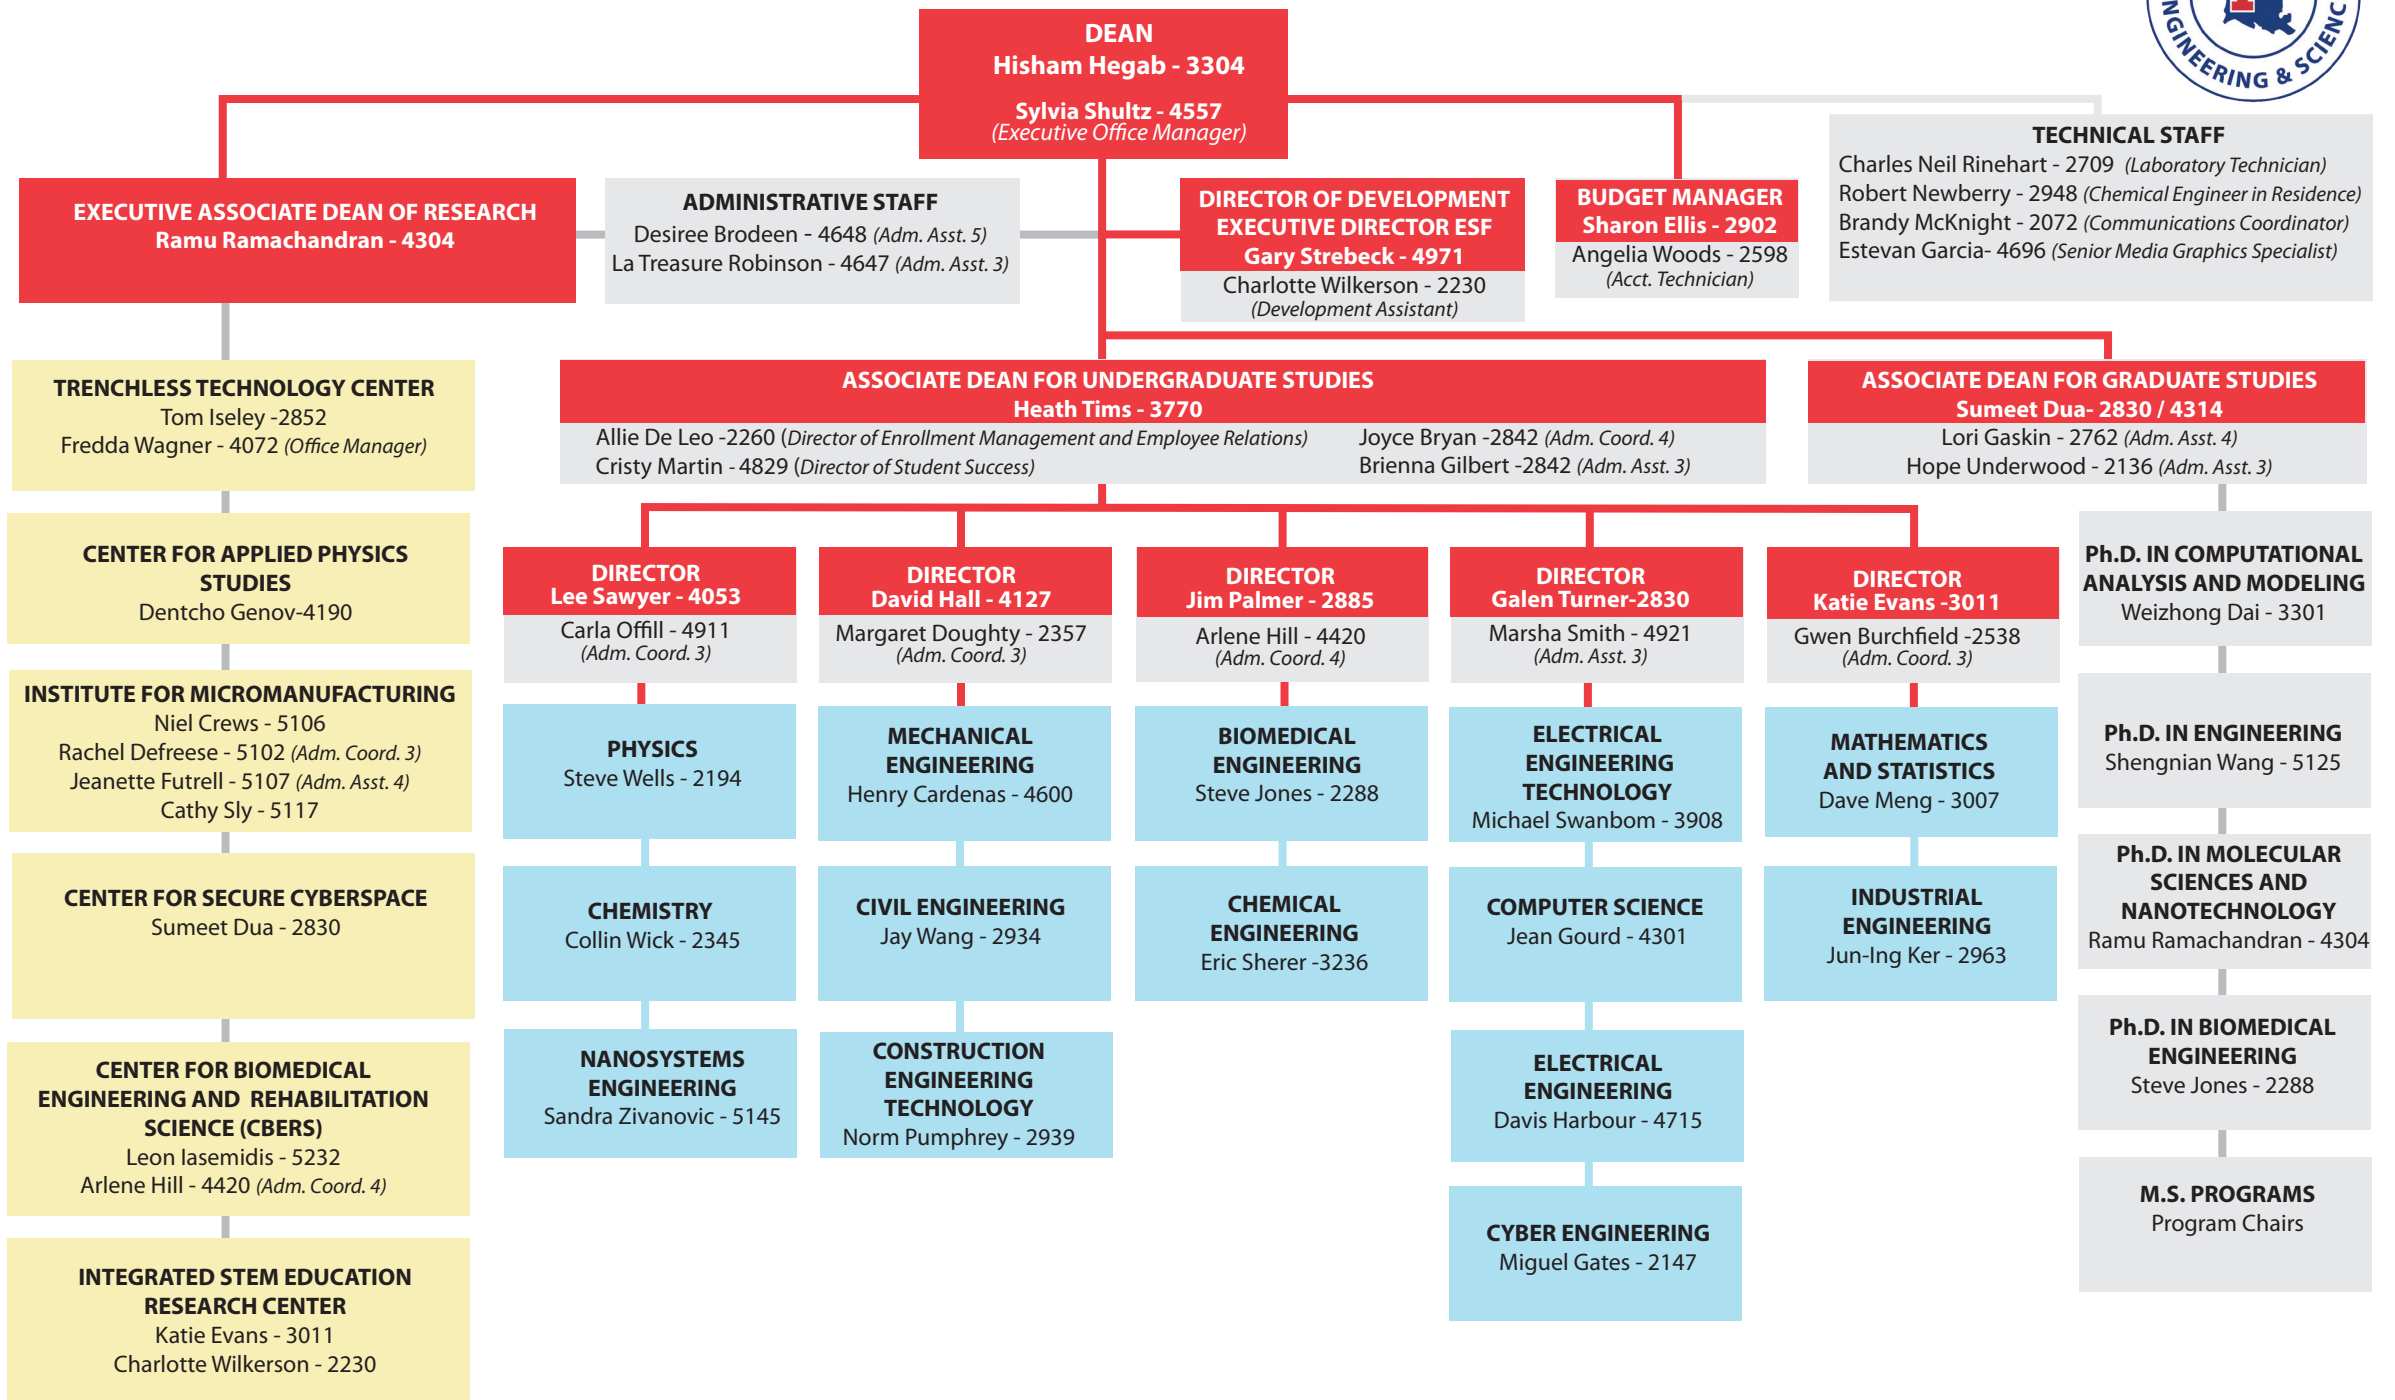 NGINEERING & SCIENC
DEAN
Hisham Hegab - 3304
Sylvia Shultz - 4557
(Executive Office Manager)
EXECUTIVE ASSOCIATE DEAN OF RESEARCH
Ramu Ramachandran - 4304
ADMINISTRATIVE STAFF
Desiree Brodeen - 4648 (Adm. Asst. 5)
La Treasure Robinson - 4647 (Adm. Asst. 3)
DIRECTOR OF DEVELOPMENT
EXECUTIVE DIRECTOR ESF
Gary Strebeck - 4971
Charlotte Wilkerson - 2230
(Development Assistant)
BUDGET MANAGER
Sharon Ellis - 2902
Angelia Woods - 2598
(Acct. Technician)
TECHNICAL STAFF
Charles Neil Rinehart - 2709 (Laboratory Technician)
Robert Newberry - 2948 (Chemical Engineer in Residence)
Brandy McKnight - 2072 (Communications Coordinator)
Estevan Garcia- 4696 (Senior Media Graphics Specialist)
TRENCHLESS TECHNOLOGY CENTER
Tom Iseley -2852
Fredda Wagner - 4072 (Office Manager)
CENTER FOR APPLIED PHYSICS
STUDIES
Dentcho Genov-4190
INSTITUTE FOR MICROMANUFACTURING
Niel Crews - 5106
Rachel Defreese - 5102 (Adm. Coord. 3)
Jeanette Futrell - 5107 (Adm. Asst. 4)
Cathy Sly - 5117
CENTER FOR SECURE CYBERSPACE
Sumeet Dua - 2830
CENTER FOR BIOMEDICAL
ENGINEERING AND REHABILITATION
SCIENCE (CBERS)
Leon Iasemidis - 5232
Arlene Hill - 4420 (Adm. Coord. 4)
INTEGRATED STEM EDUCATION
RESEARCH CENTER
Katie Evans - 3011
Charlotte Wilkerson - 2230
ASSOCIATE DEAN FOR UNDERGRADUATE STUDIES
Heath Tims - 3770
Allie De Leo -2260 (Director of Enrollment Management and Employee Relations)
Cristy Martin - 4829 (Director of Student Success)
Joyce Bryan -2842 (Adm. Coord. 4)
Brienna Gilbert -2842 (Adm. Asst. 3)
DIRECTOR
Lee Sawyer - 4053
Carla Offill - 4911
(Adm. Coord. 3)
PHYSICS
Steve Wells - 2194
CHEMISTRY
Collin Wick - 2345
NANOSYSTEMS
ENGINEERING
Sandra Zivanovic - 5145
DIRECTOR
David Hall - 4127
Margaret Doughty - 2357
(Adm. Coord. 3)
MECHANICAL
ENGINEERING
Henry Cardenas - 4600
CIVIL ENGINEERING
Jay Wang - 2934
CONSTRUCTION
ENGINEERING
TECHNOLOGY
Norm Pumphrey - 2939
DIRECTOR
Jim Palmer - 2885
Arlene Hill - 4420
(Adm. Coord. 4)
BIOMEDICAL
ENGINEERING
Steve Jones - 2288
CHEMICAL
ENGINEERING
Eric Sherer -3236
DIRECTOR
Galen Turner-2830
Marsha Smith - 4921
(Adm. Asst. 3)
ELECTRICAL
ENGINEERING
TECHNOLOGY
Michael Swanbom - 3908
COMPUTER SCIENCE
Jean Gourd - 4301
ELECTRICAL
ENGINEERING
Davis Harbour - 4715
CYBER ENGINEERING
Miguel Gates - 2147
DIRECTOR
Katie Evans -3011
Gwen Burchfield -2538
(Adm. Coord. 3)
MATHEMATICS
AND STATISTICS
Dave Meng - 3007
INDUSTRIAL
ENGINEERING
Jun-Ing Ker - 2963
ASSOCIATE DEAN FOR GRADUATE STUDIES
Sumeet Dua- 2830 / 4314
Lori Gaskin - 2762 (Adm. Asst. 4)
Hope Underwood - 2136 (Adm. Asst. 3)
Ph.D. IN COMPUTATIONAL
ANALYSIS AND MODELING
Weizhong Dai - 3301
Ph.D. IN ENGINEERING
Shengnian Wang - 5125
Ph.D. IN MOLECULAR
SCIENCES AND
NANOTECHNOLOGY
Ramu Ramachandran - 4304
Ph.D. IN BIOMEDICAL
ENGINEERING
Steve Jones - 2288
M.S. PROGRAMS
Program Chairs